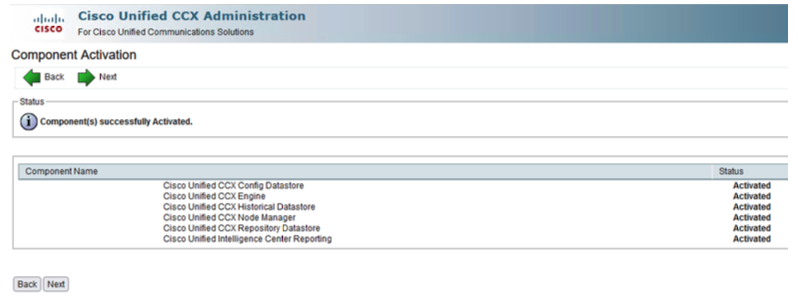 CISCO
Cisco Unified CCX Administration
For Cisco Unified Communications Solutions
Component Activation
Back Next
Status
Component(s) successfully Activated.
Component Name Status
Cisco Unified CCX Config Datastore Activated
Cisco Unified CCX Engine Activated
Cisco Unified CCX Historical Datastore Activated
Cisco Unified CCX Node Manager Activated
Cisco Unified CCX Repository Datastore Activated
Cisco Unified Intelligence Center Reporting Activated
Back Next